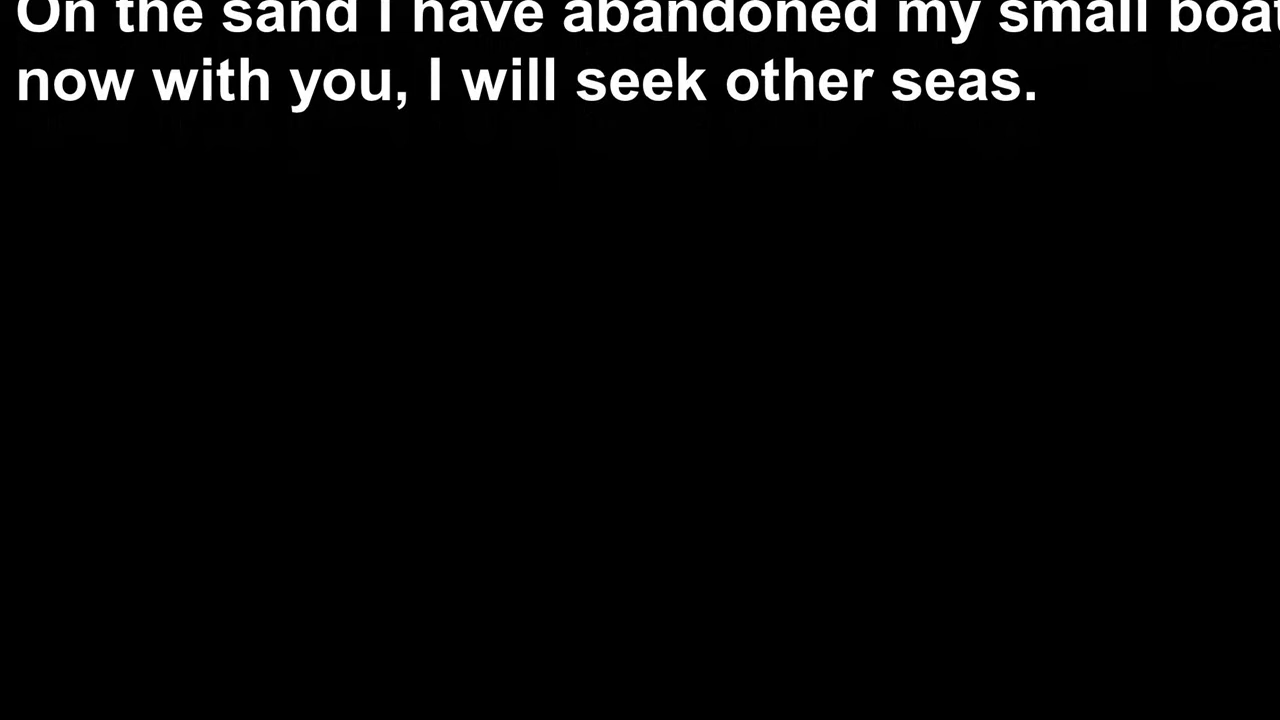 On the sand I have abandoned my small boat
now with you, I will seek other seas.